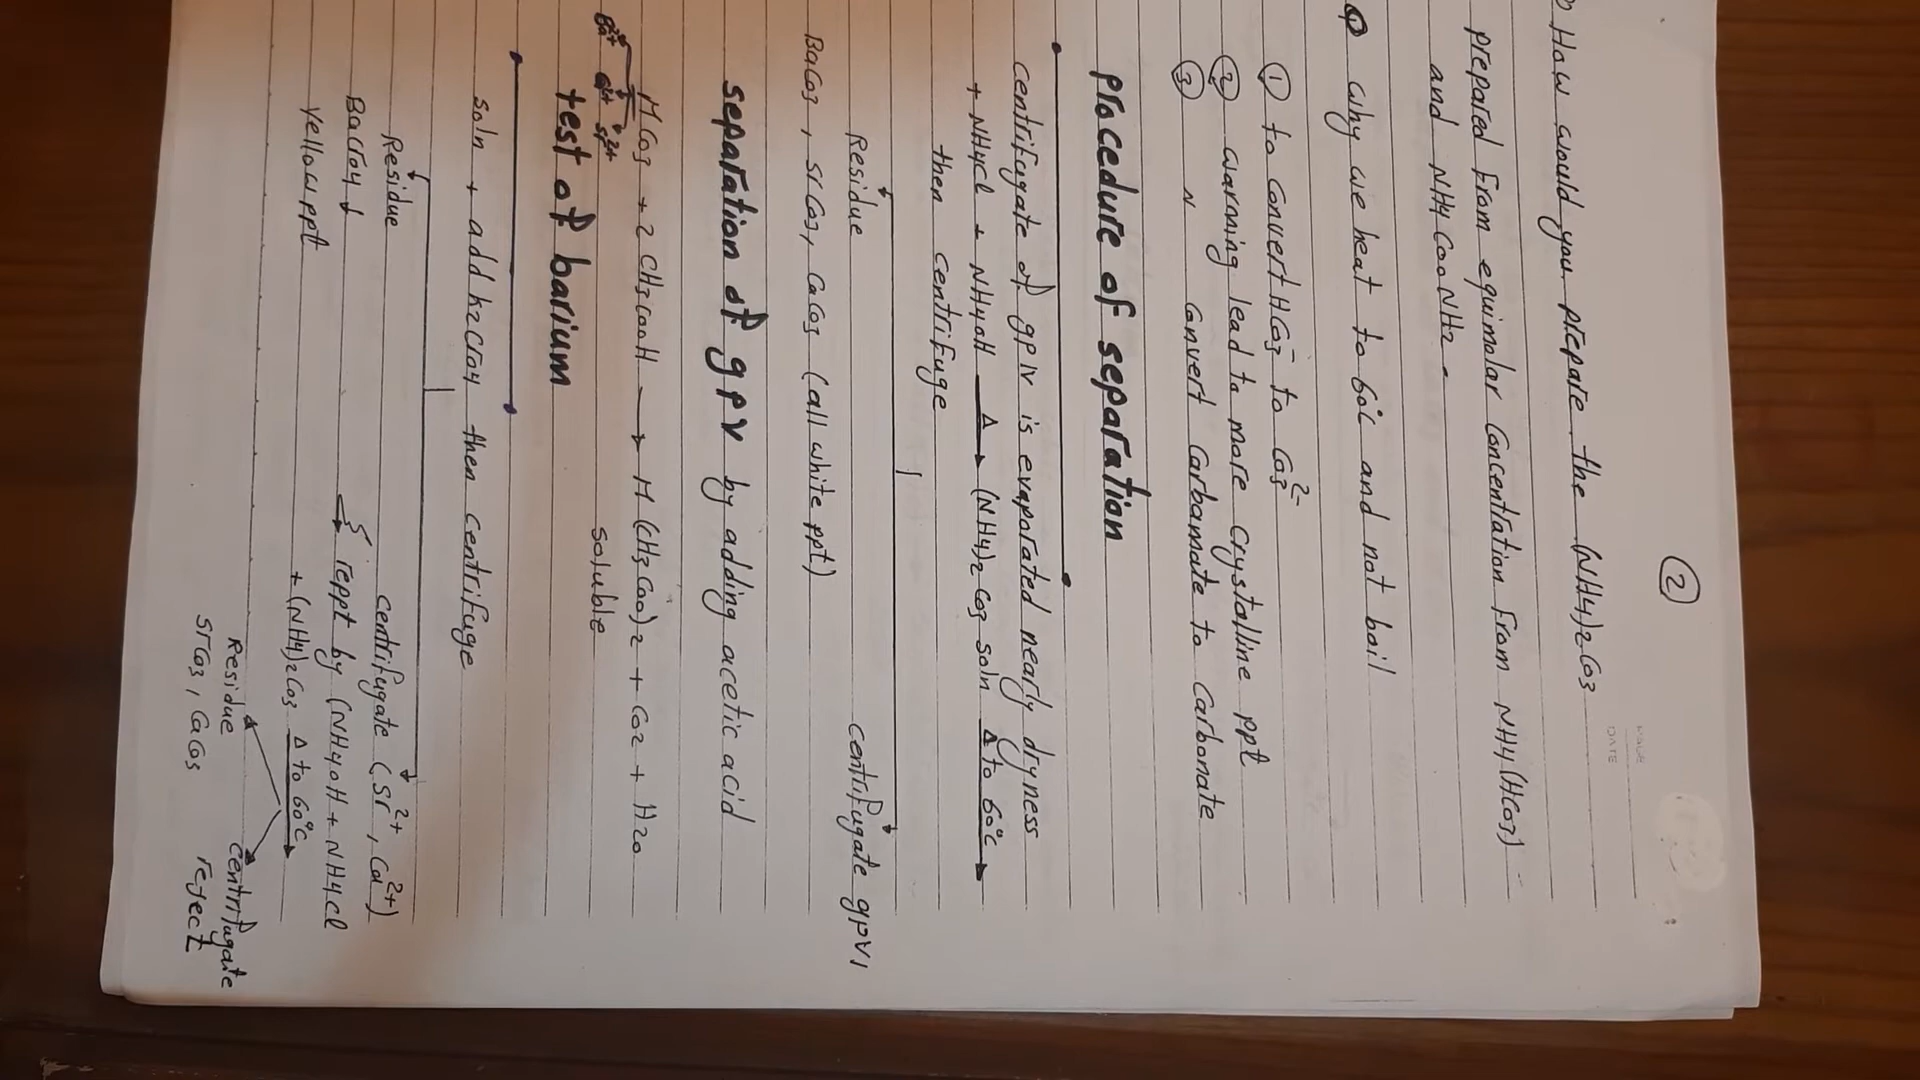 ②
How would you prepare the (NH4)2CO3
prepared from equimolar concentration from NH4(HCO3)
and NH4COONH2.
Q Why we heat to 60c and not boil
① to convert HCO3⁻ to CO3²⁻
② warming lead to more crystalline ppt
③ ~ convert carbamate to carbonate
procedure of separation
centrifugate of gp IV is evaporated nearly dryness
+ NH4Cl + NH4OH Δ→ (NH4)2CO3 soln Δ to 60°C→
then centrifuge
Residue centrifugate gp VI
BaCO3, SrCO3, CaCO3 (all white ppt)
separation of gp V by adding acetic acid
MCO3 + 2CH3COOH → M(CH3COO)2 + CO2 + H2O
Ba²⁺ Ca²⁺ Sr²⁺ soluble
test of barium
soln + add K2CrO4 then centrifuge
Residue centrifugate (Sr²⁺, Ca²⁺)
BaCrO4↓ → reppt by (NH4OH + NH4Cl
yellow ppt + (NH4)2CO3 Δ to 60°C→
Residue centrifugate
SrCO3, CaCO3 reject